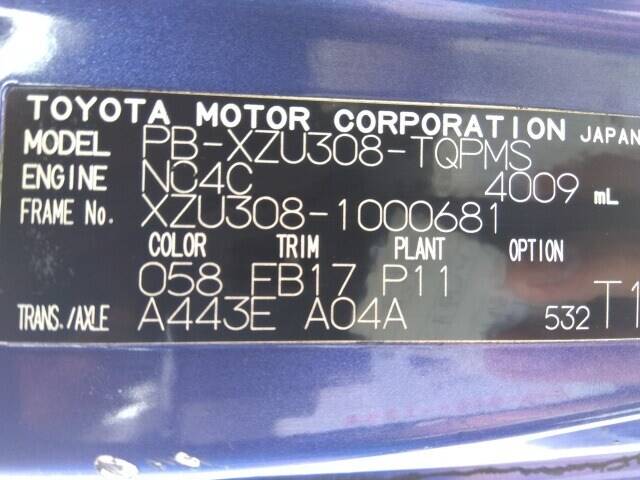 TOYOTA MOTOR CORPORATION JAPAN
MODEL PB-XZU308-TQPMS
ENGINE NC4C 4009 mL
FRAME No. XZU308-1000681
COLOR TRIM PLANT OPTION
058 FB17 P11
TRANS./AXLE A443E A04A 532 T1